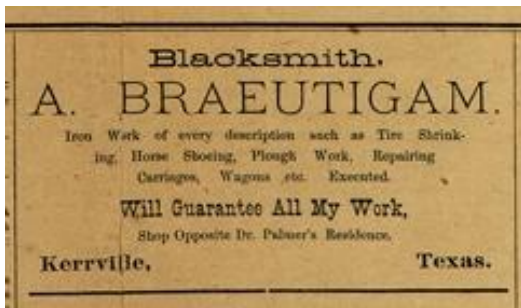 Blacksmith.
A. BRAEUTIGAM.
Iron Work of every description such as Tire Shrink-
ing, Horse Shoeing, Plough Work, Repairing
Carriages, Wagons etc. Executed.
Will Guarantee All My Work,
Shop Opposite Dr. Palmer's Residence.
Kerrville, Texas.